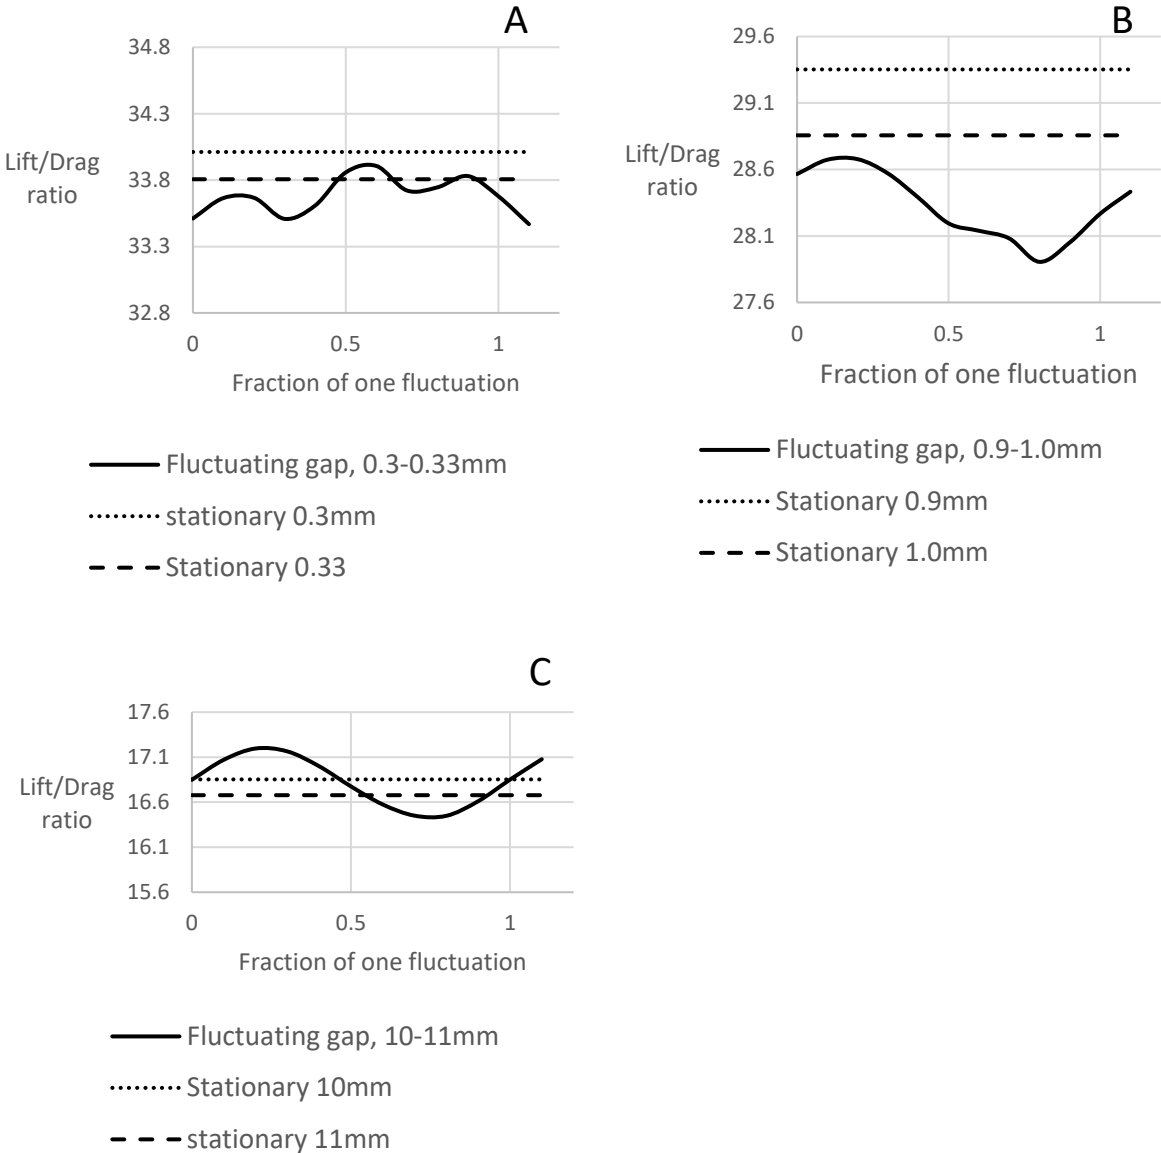 A
34.8
34.3
33.8
33.3
32.8
Lift/Drag
ratio
0 0.5 1
Fraction of one fluctuation
Fluctuating gap, 0.3-0.33mm
stationary 0.3mm
Stationary 0.33
B
29.6
29.1
28.6
28.1
27.6
Lift/Drag
ratio
0 0.5 1
Fraction of one fluctuation
Fluctuating gap, 0.9-1.0mm
Stationary 0.9mm
Stationary 1.0mm
C
17.6
17.1
16.6
16.1
15.6
Lift/Drag
ratio
0 0.5 1
Fraction of one fluctuation
Fluctuating gap, 10-11mm
Stationary 10mm
stationary 11mm